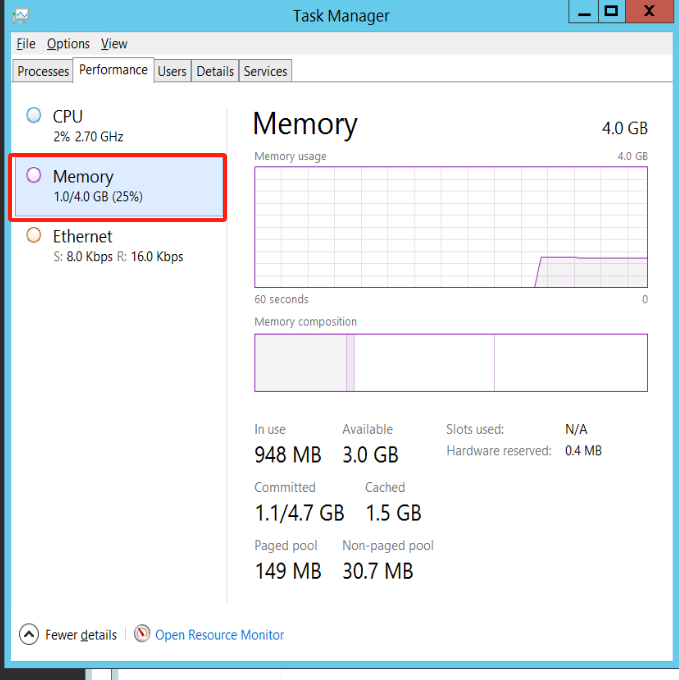 Task Manager
File Options View
Processes Performance Users Details Services
CPU
2% 2.70 GHz
Memory
1.0/4.0 GB (25%)
Ethernet
S: 8.0 Kbps R: 16.0 Kbps
Memory 4.0 GB
Memory usage 4.0 GB
60 seconds 0
Memory composition
In use Available Slots used: N/A
948 MB 3.0 GB Hardware reserved: 0.4 MB
Committed Cached
1.1/4.7 GB 1.5 GB
Paged pool Non-paged pool
149 MB 30.7 MB
Fewer details Open Resource Monitor